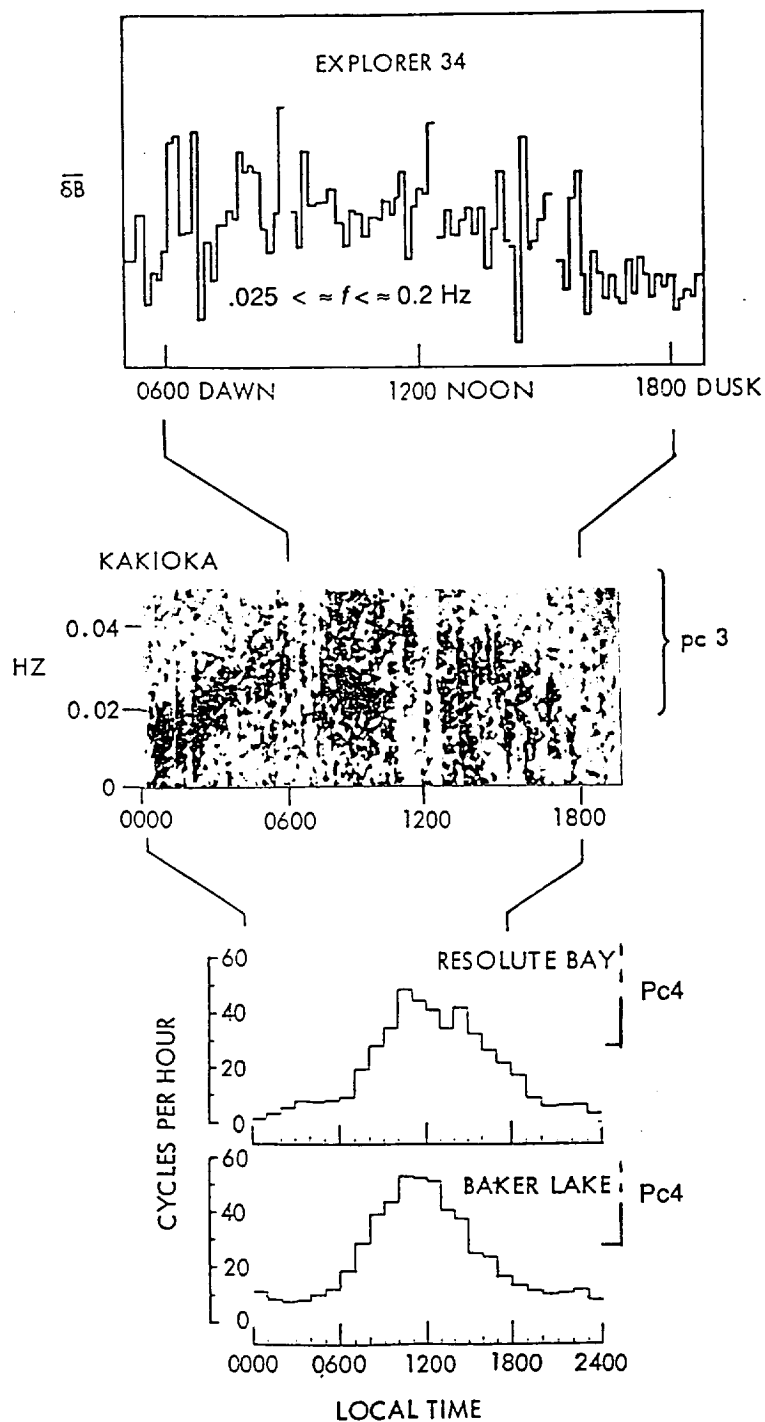 EXPLORER 34
δB
.025 < ≈ f < ≈ 0.2 Hz
0600 DAWN 1200 NOON 1800 DUSK
KAKIOKA
0.04
HZ
0.02
0
pc 3
0000 0600 1200 1800
60
40
20
0
RESOLUTE BAY
Pc4
CYCLES PER HOUR
60
40
20
0
BAKER LAKE
Pc4
0000 0600 1200 1800 2400
LOCAL TIME